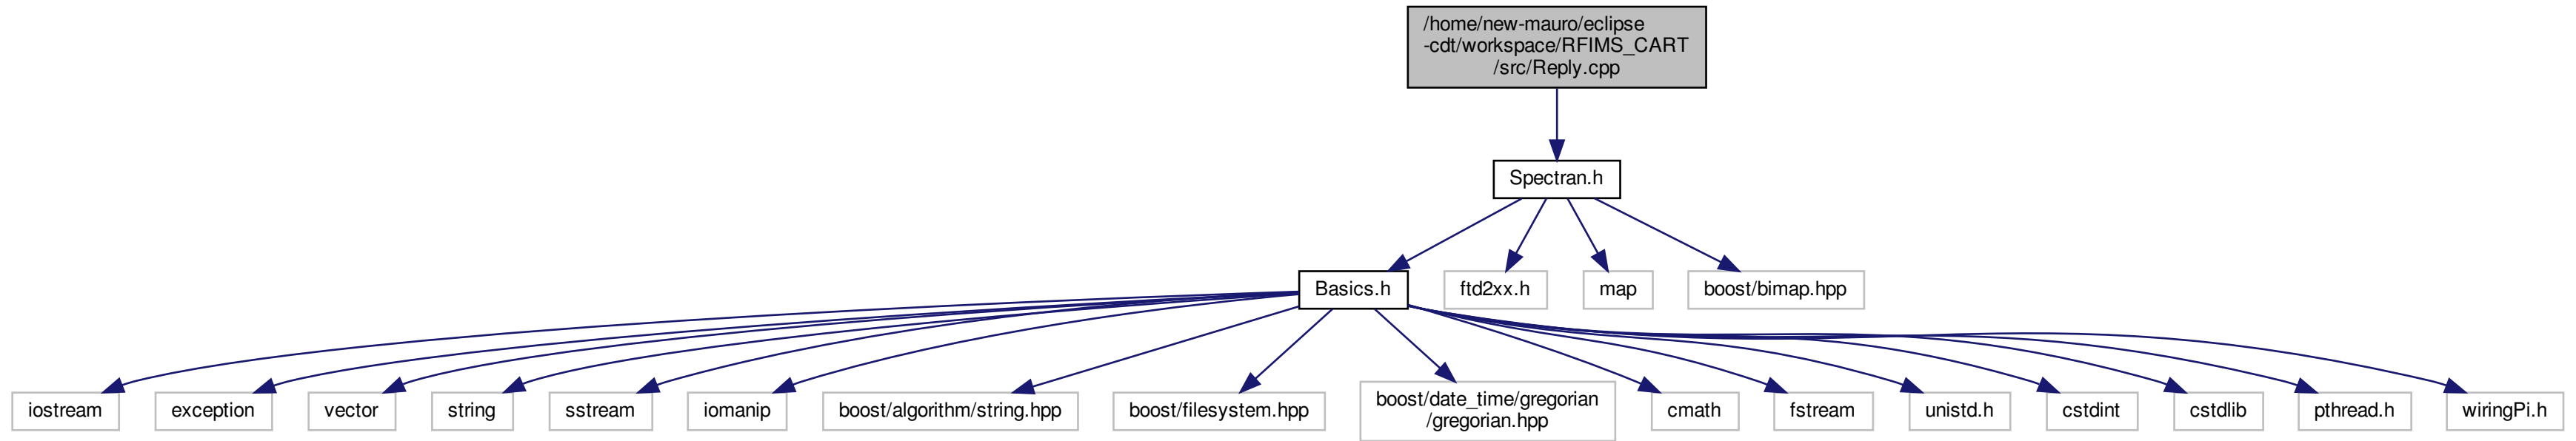 /home/new-mauro/eclipse
-cdt/workspace/RFIMS_CART
/src/Reply.cpp
Spectran.h
Basics.h
ftd2xx.h
map
boost/bimap.hpp
iostream
exception
vector
string
sstream
iomanip
boost/algorithm/string.hpp
boost/filesystem.hpp
boost/date_time/gregorian
/gregorian.hpp
cmath
fstream
unistd.h
cstdint
cstdlib
pthread.h
wiringPi.h